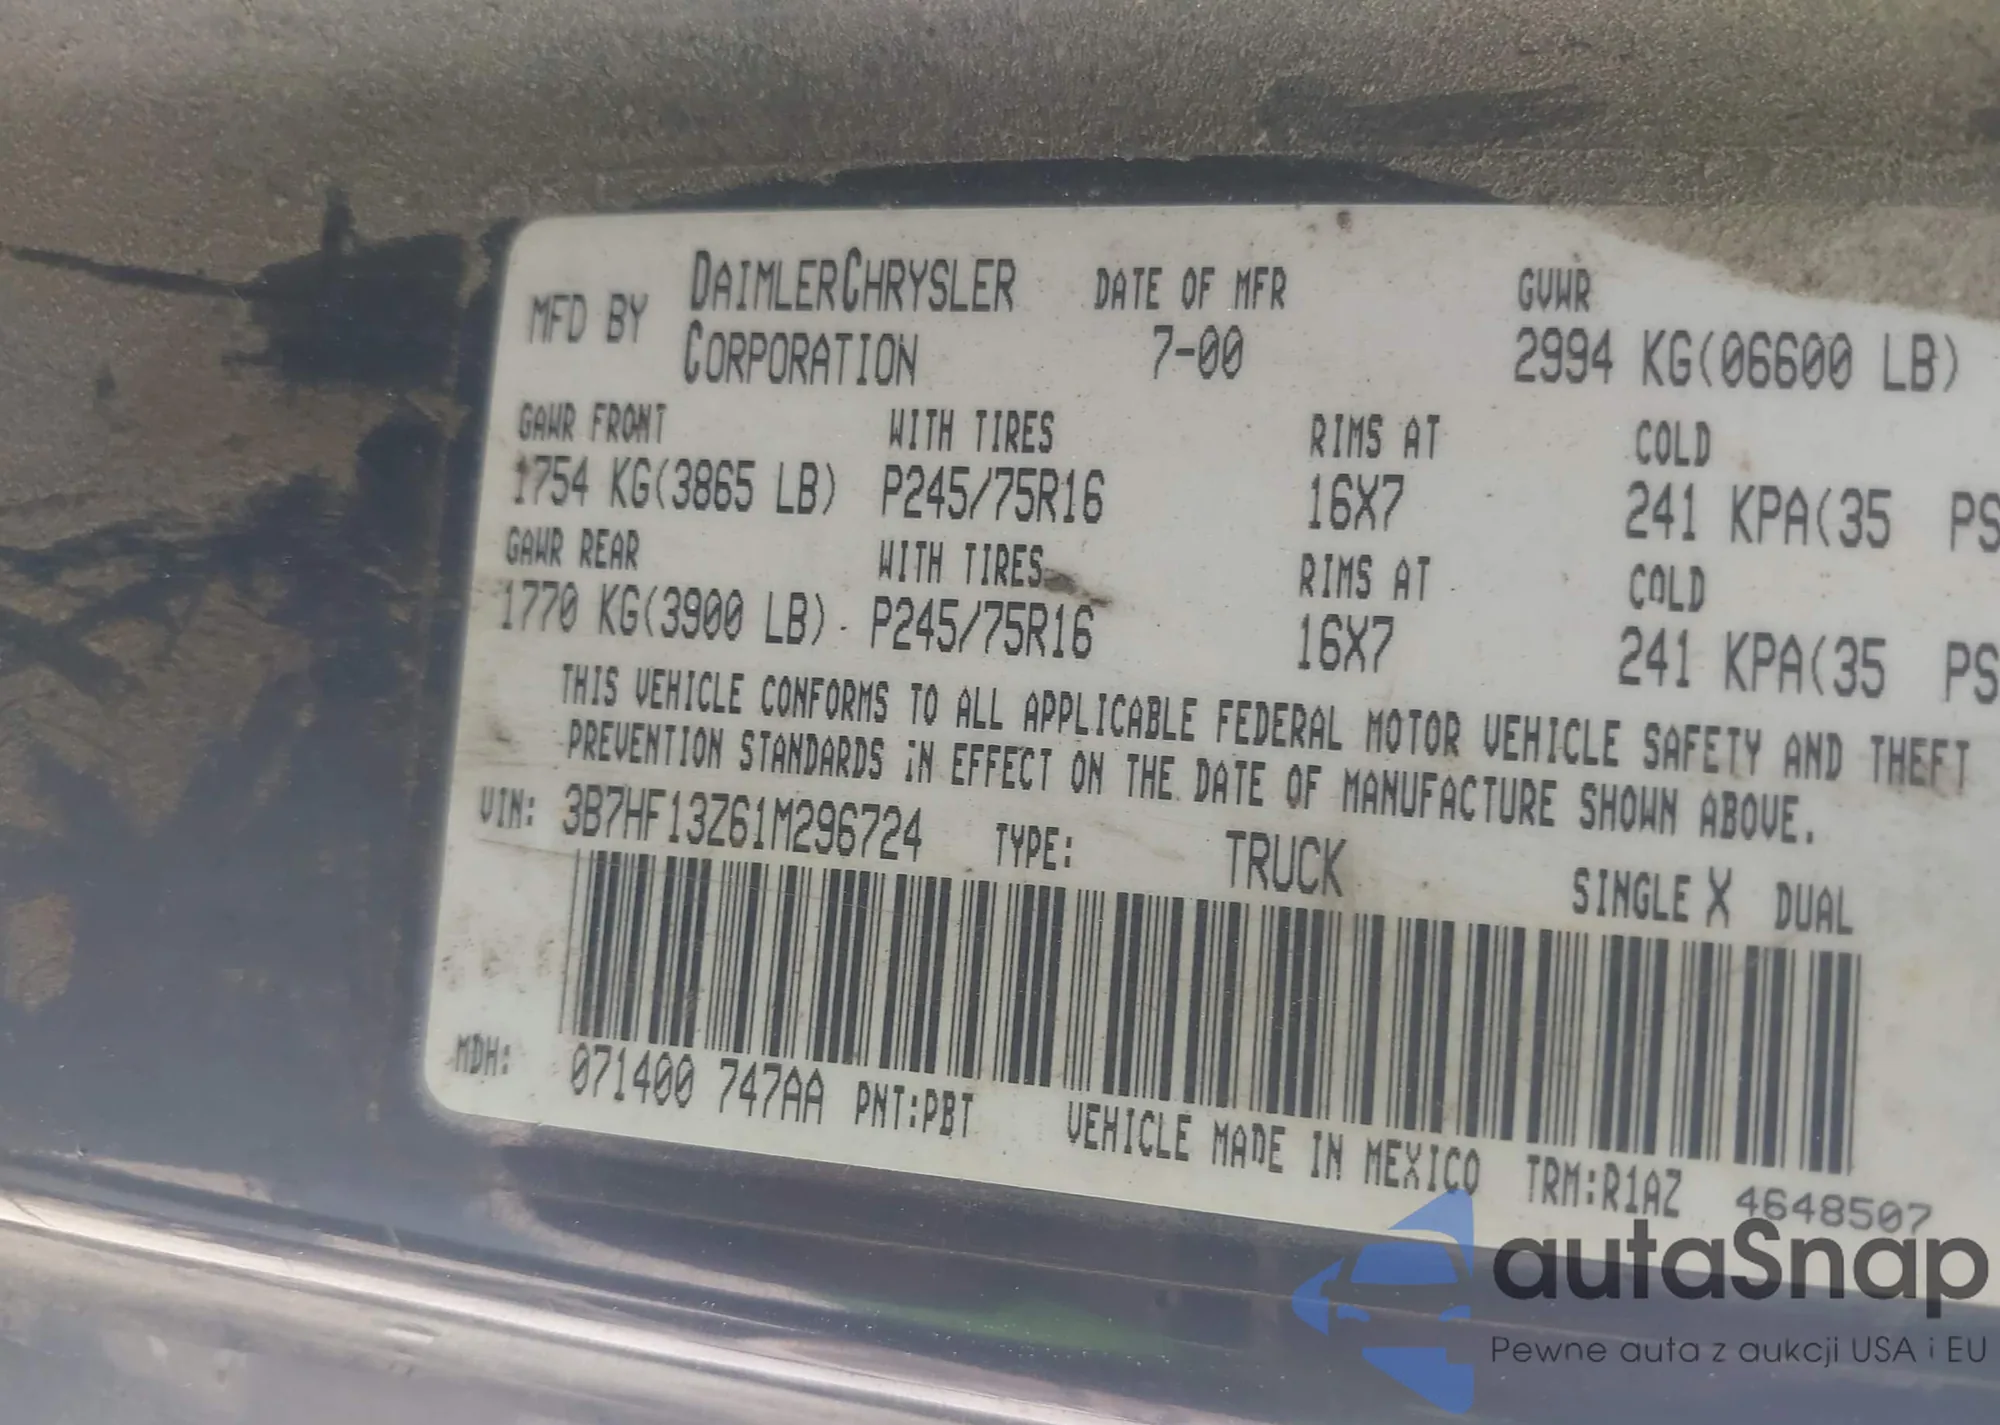 MFD BY DAIMLERCHRYSLER CORPORATION DATE OF MFR 7-00 GVWR 2994 KG(06600 LB)
GAWR FRONT WITH TIRES RIMS AT COLD
1754 KG(3865 LB) P245/75R16 16X7 241 KPA(35 PS
GAWR REAR WITH TIRES RIMS AT COLD
1770 KG(3900 LB) P245/75R16 16X7 241 KPA(35 PS
THIS VEHICLE CONFORMS TO ALL APPLICABLE FEDERAL MOTOR VEHICLE SAFETY AND THEFT
PREVENTION STANDARDS IN EFFECT ON THE DATE OF MANUFACTURE SHOWN ABOVE.
VIN: 3B7HF13Z61M296724 TYPE: TRUCK SINGLE X DUAL
MDH: 071400 747AA PNT:PBT VEHICLE MADE IN MEXICO TRM:R1AZ 4648507
autaSnap
Pewne auta z aukcji USA i EU